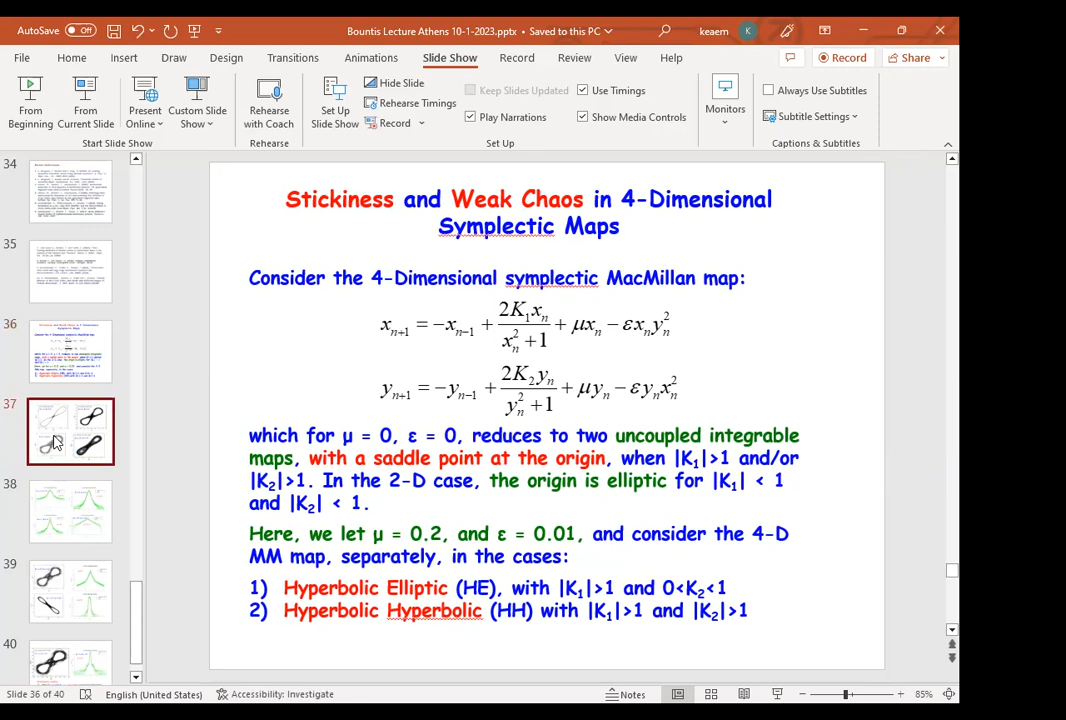 AutoSave Off
Bountis Lecture Athens 10-1-2023.pptx • Saved to this PC
keaem K
File Home Insert Draw Design Transitions Animations Slide Show Record Review View Help Record Share
From Beginning
From Current Slide
Present Online
Custom Slide Show
Start Slide Show
Rehearse with Coach
Rehearse
Set Up Slide Show
Hide Slide
Rehearse Timings
Record
Keep Slides Updated
Use Timings
Play Narrations
Show Media Controls
Set Up
Monitors
Always Use Subtitles
Subtitle Settings
Captions & Subtitles
34
35
36
37
38
39
40
Stickiness and Weak Chaos in 4-Dimensional
Symplectic Maps
Consider the 4-Dimensional symplectic MacMillan map:
x_{n+1} = −x_{n−1} + 2K_1x_n / (x_n^2 + 1) + μx_n − εx_ny_n^2
y_{n+1} = −y_{n−1} + 2K_2y_n / (y_n^2 + 1) + μy_n − εy_nx_n^2
which for μ = 0, ε = 0, reduces to two uncoupled integrable
maps, with a saddle point at the origin, when |K₁|>1 and/or
|K₂|>1. In the 2-D case, the origin is elliptic for |K₁| < 1
and |K₂| < 1.
Here, we let μ = 0.2, and ε = 0.01, and consider the 4-D
MM map, separately, in the cases:
1) Hyperbolic Elliptic (HE), with |K₁|>1 and 0<K₂<1
2) Hyperbolic Hyperbolic (HH) with |K₁|>1 and |K₂|>1
Slide 36 of 40 English (United States) Accessibility: Investigate Notes 85%